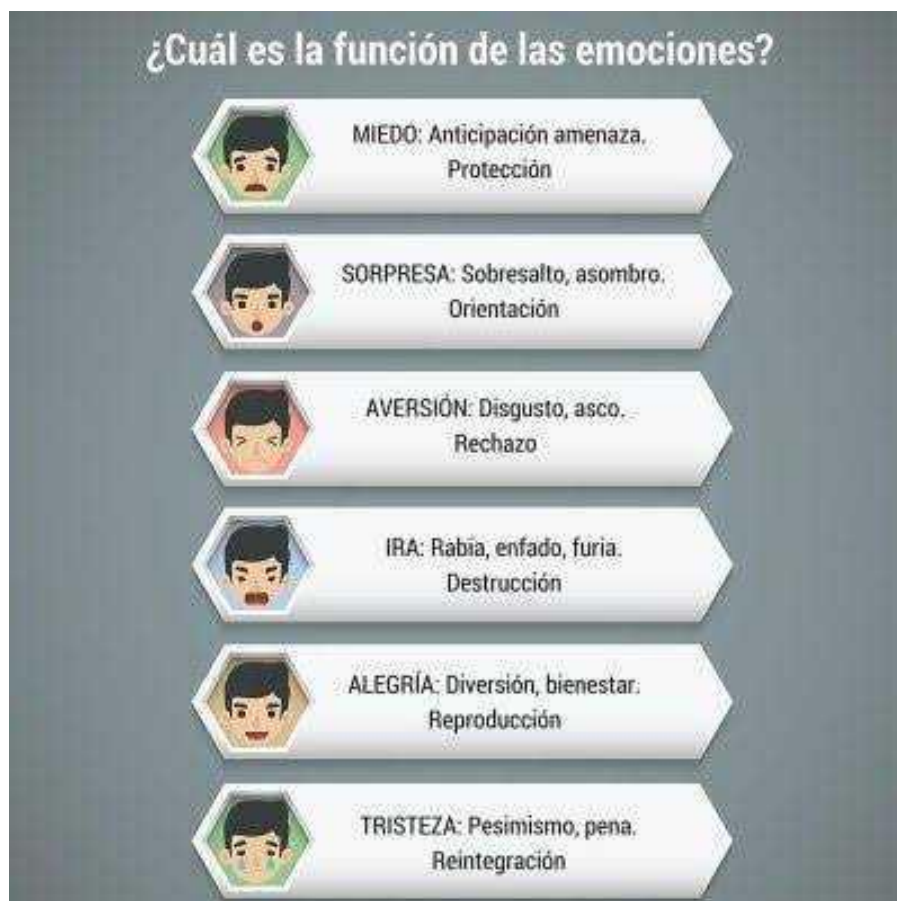 ¿Cuál es la función de las emociones?
MIEDO: Anticipación amenaza.
Protección
SORPRESA: Sobresalto, asombro.
Orientación
AVERSIÓN: Disgusto, asco.
Rechazo
IRA: Rabia, enfado, furia.
Destrucción
ALEGRÍA: Diversión, bienestar.
Reproducción
TRISTEZA: Pesimismo, pena.
Reintegración